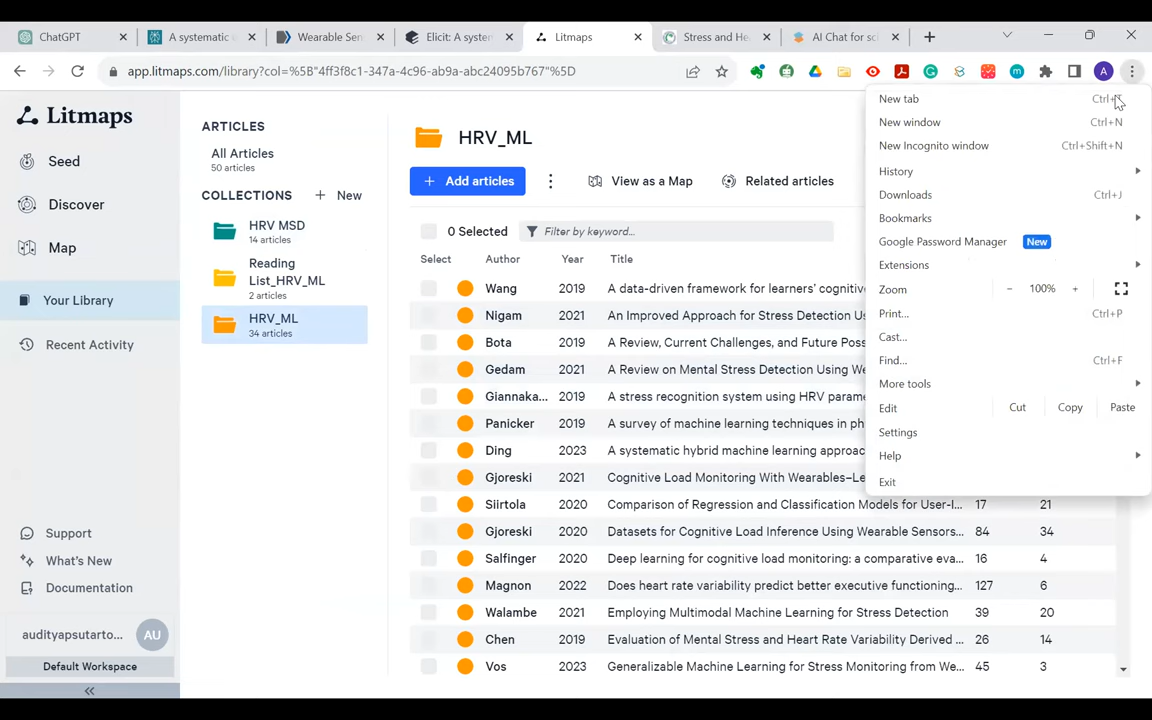 ChatGPT
A systematic
Wearable Sen
Elicit: A system
Litmaps
Stress and He
AI Chat for sci
app.litmaps.com/library?col=%5B"4ff3f8c1-347a-4c96-ab9a-abc24095b767"%5D
A
Litmaps
Seed
Discover
Map
Your Library
Recent Activity
Support
What's New
Documentation
audityapsutarto...
AU
Default Workspace
ARTICLES
All Articles
50 articles
COLLECTIONS + New
HRV MSD
14 articles
Reading
List_HRV_ML
2 articles
HRV_ML
34 articles
HRV_ML
+ Add articles
View as a Map
Related articles
0 Selected
Filter by keyword...
Select Author Year Title
Wang 2019 A data-driven framework for learners' cognitiv
Nigam 2021 An Improved Approach for Stress Detection Us
Bota 2019 A Review, Current Challenges, and Future Poss
Gedam 2021 A Review on Mental Stress Detection Using We
Giannaka... 2019 A stress recognition system using HRV parame
Panicker 2019 A survey of machine learning techniques in ph
Ding 2023 A systematic hybrid machine learning approac
Gjoreski 2021 Cognitive Load Monitoring With Wearables–Le
Siirtola 2020 Comparison of Regression and Classification Models for User-I... 17 21
Gjoreski 2020 Datasets for Cognitive Load Inference Using Wearable Sensors... 84 34
Salfinger 2020 Deep learning for cognitive load monitoring: a comparative eva... 16 4
Magnon 2022 Does heart rate variability predict better executive functioning... 127 6
Walambe 2021 Employing Multimodal Machine Learning for Stress Detection 39 20
Chen 2019 Evaluation of Mental Stress and Heart Rate Variability Derived ... 26 14
Vos 2023 Generalizable Machine Learning for Stress Monitoring from We... 45 3
New tab Ctrl+T
New window Ctrl+N
New Incognito window Ctrl+Shift+N
History
Downloads Ctrl+J
Bookmarks
Google Password Manager New
Extensions
Zoom − 100% +
Print... Ctrl+P
Cast...
Find... Ctrl+F
More tools
Edit Cut Copy Paste
Settings
Help
Exit